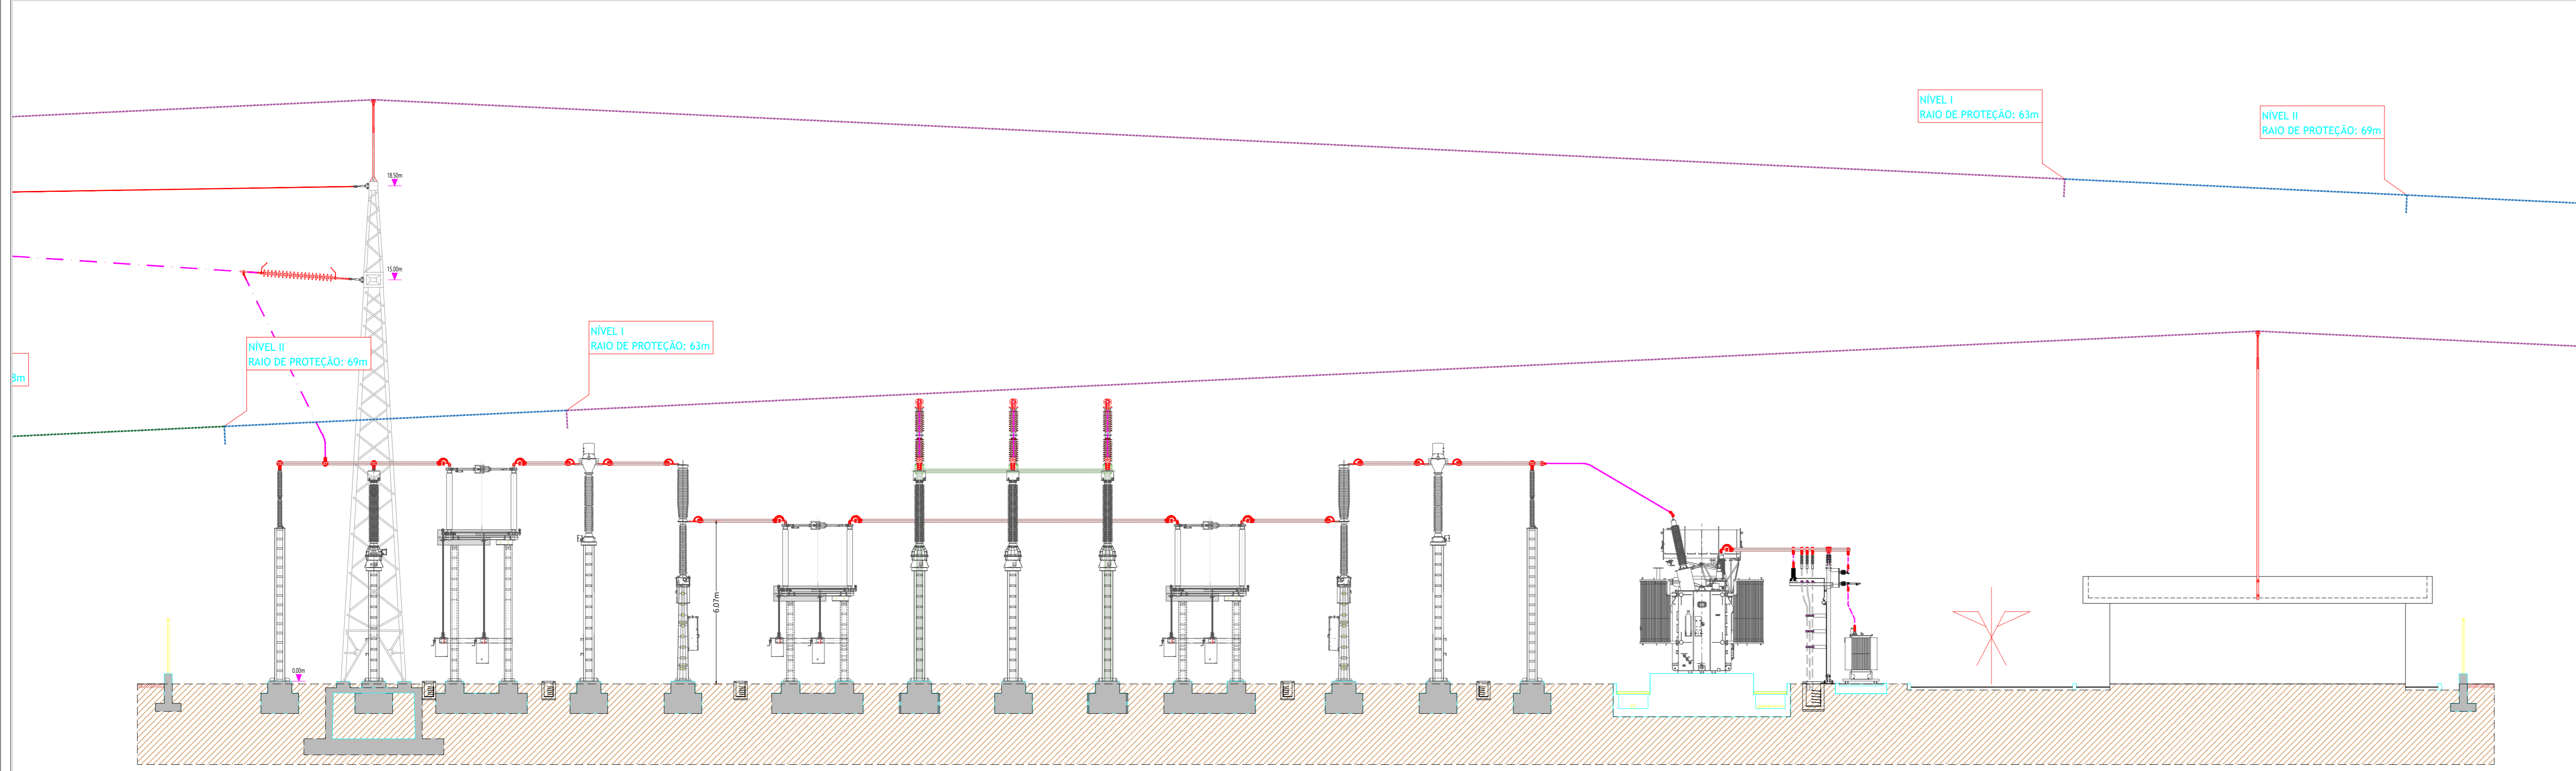 NÍVEL I
RAIO DE PROTEÇÃO: 63m
NÍVEL II
RAIO DE PROTEÇÃO: 69m
18.50m
15.00m
NÍVEL I
RAIO DE PROTEÇÃO: 63m
NÍVEL II
RAIO DE PROTEÇÃO: 69m
3m
6.07m
0.00m